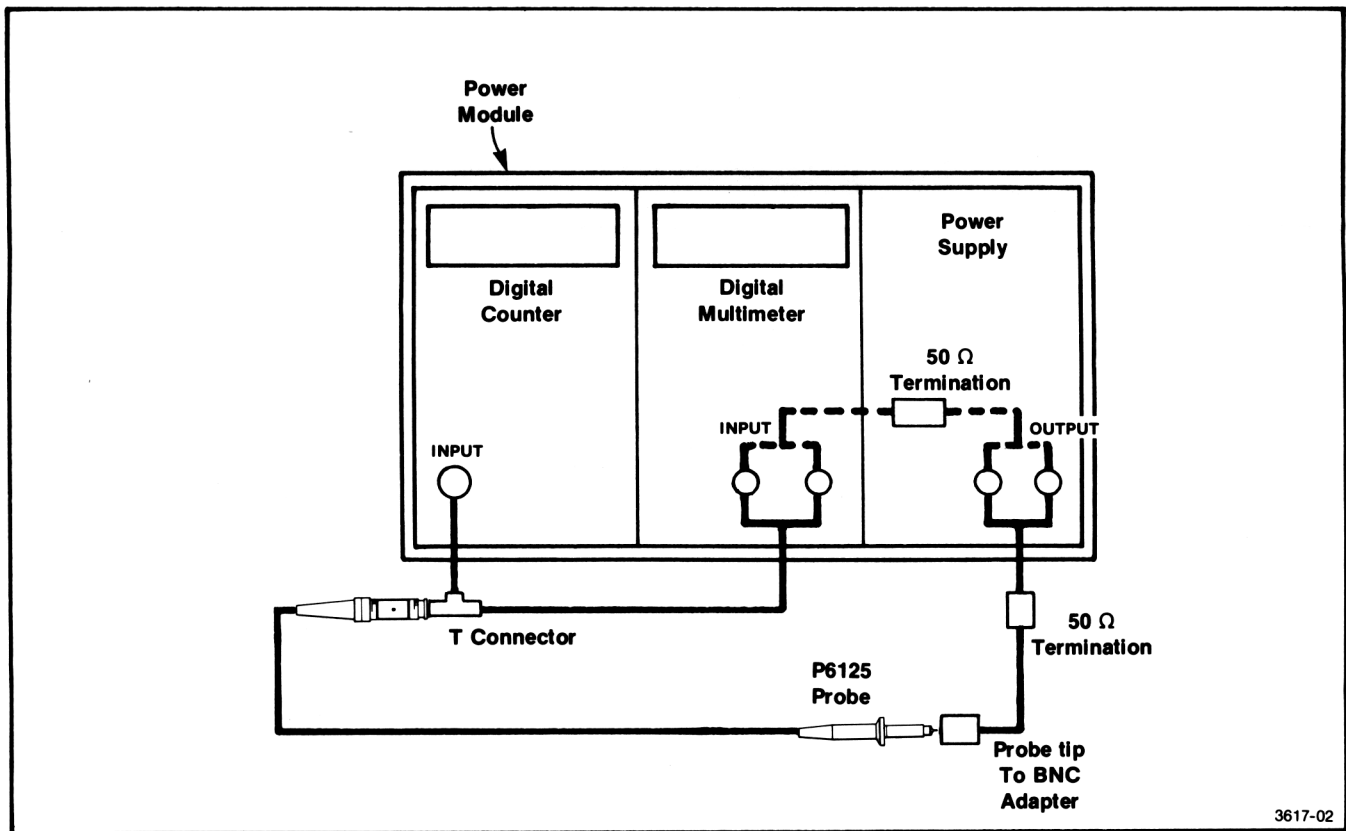 Power
Module
Digital
Counter
Digital
Multimeter
Power
Supply
50 Ω
Termination
INPUT
INPUT
OUTPUT
T Connector
50 Ω
Termination
P6125
Probe
Probe tip
To BNC
Adapter
3617-02